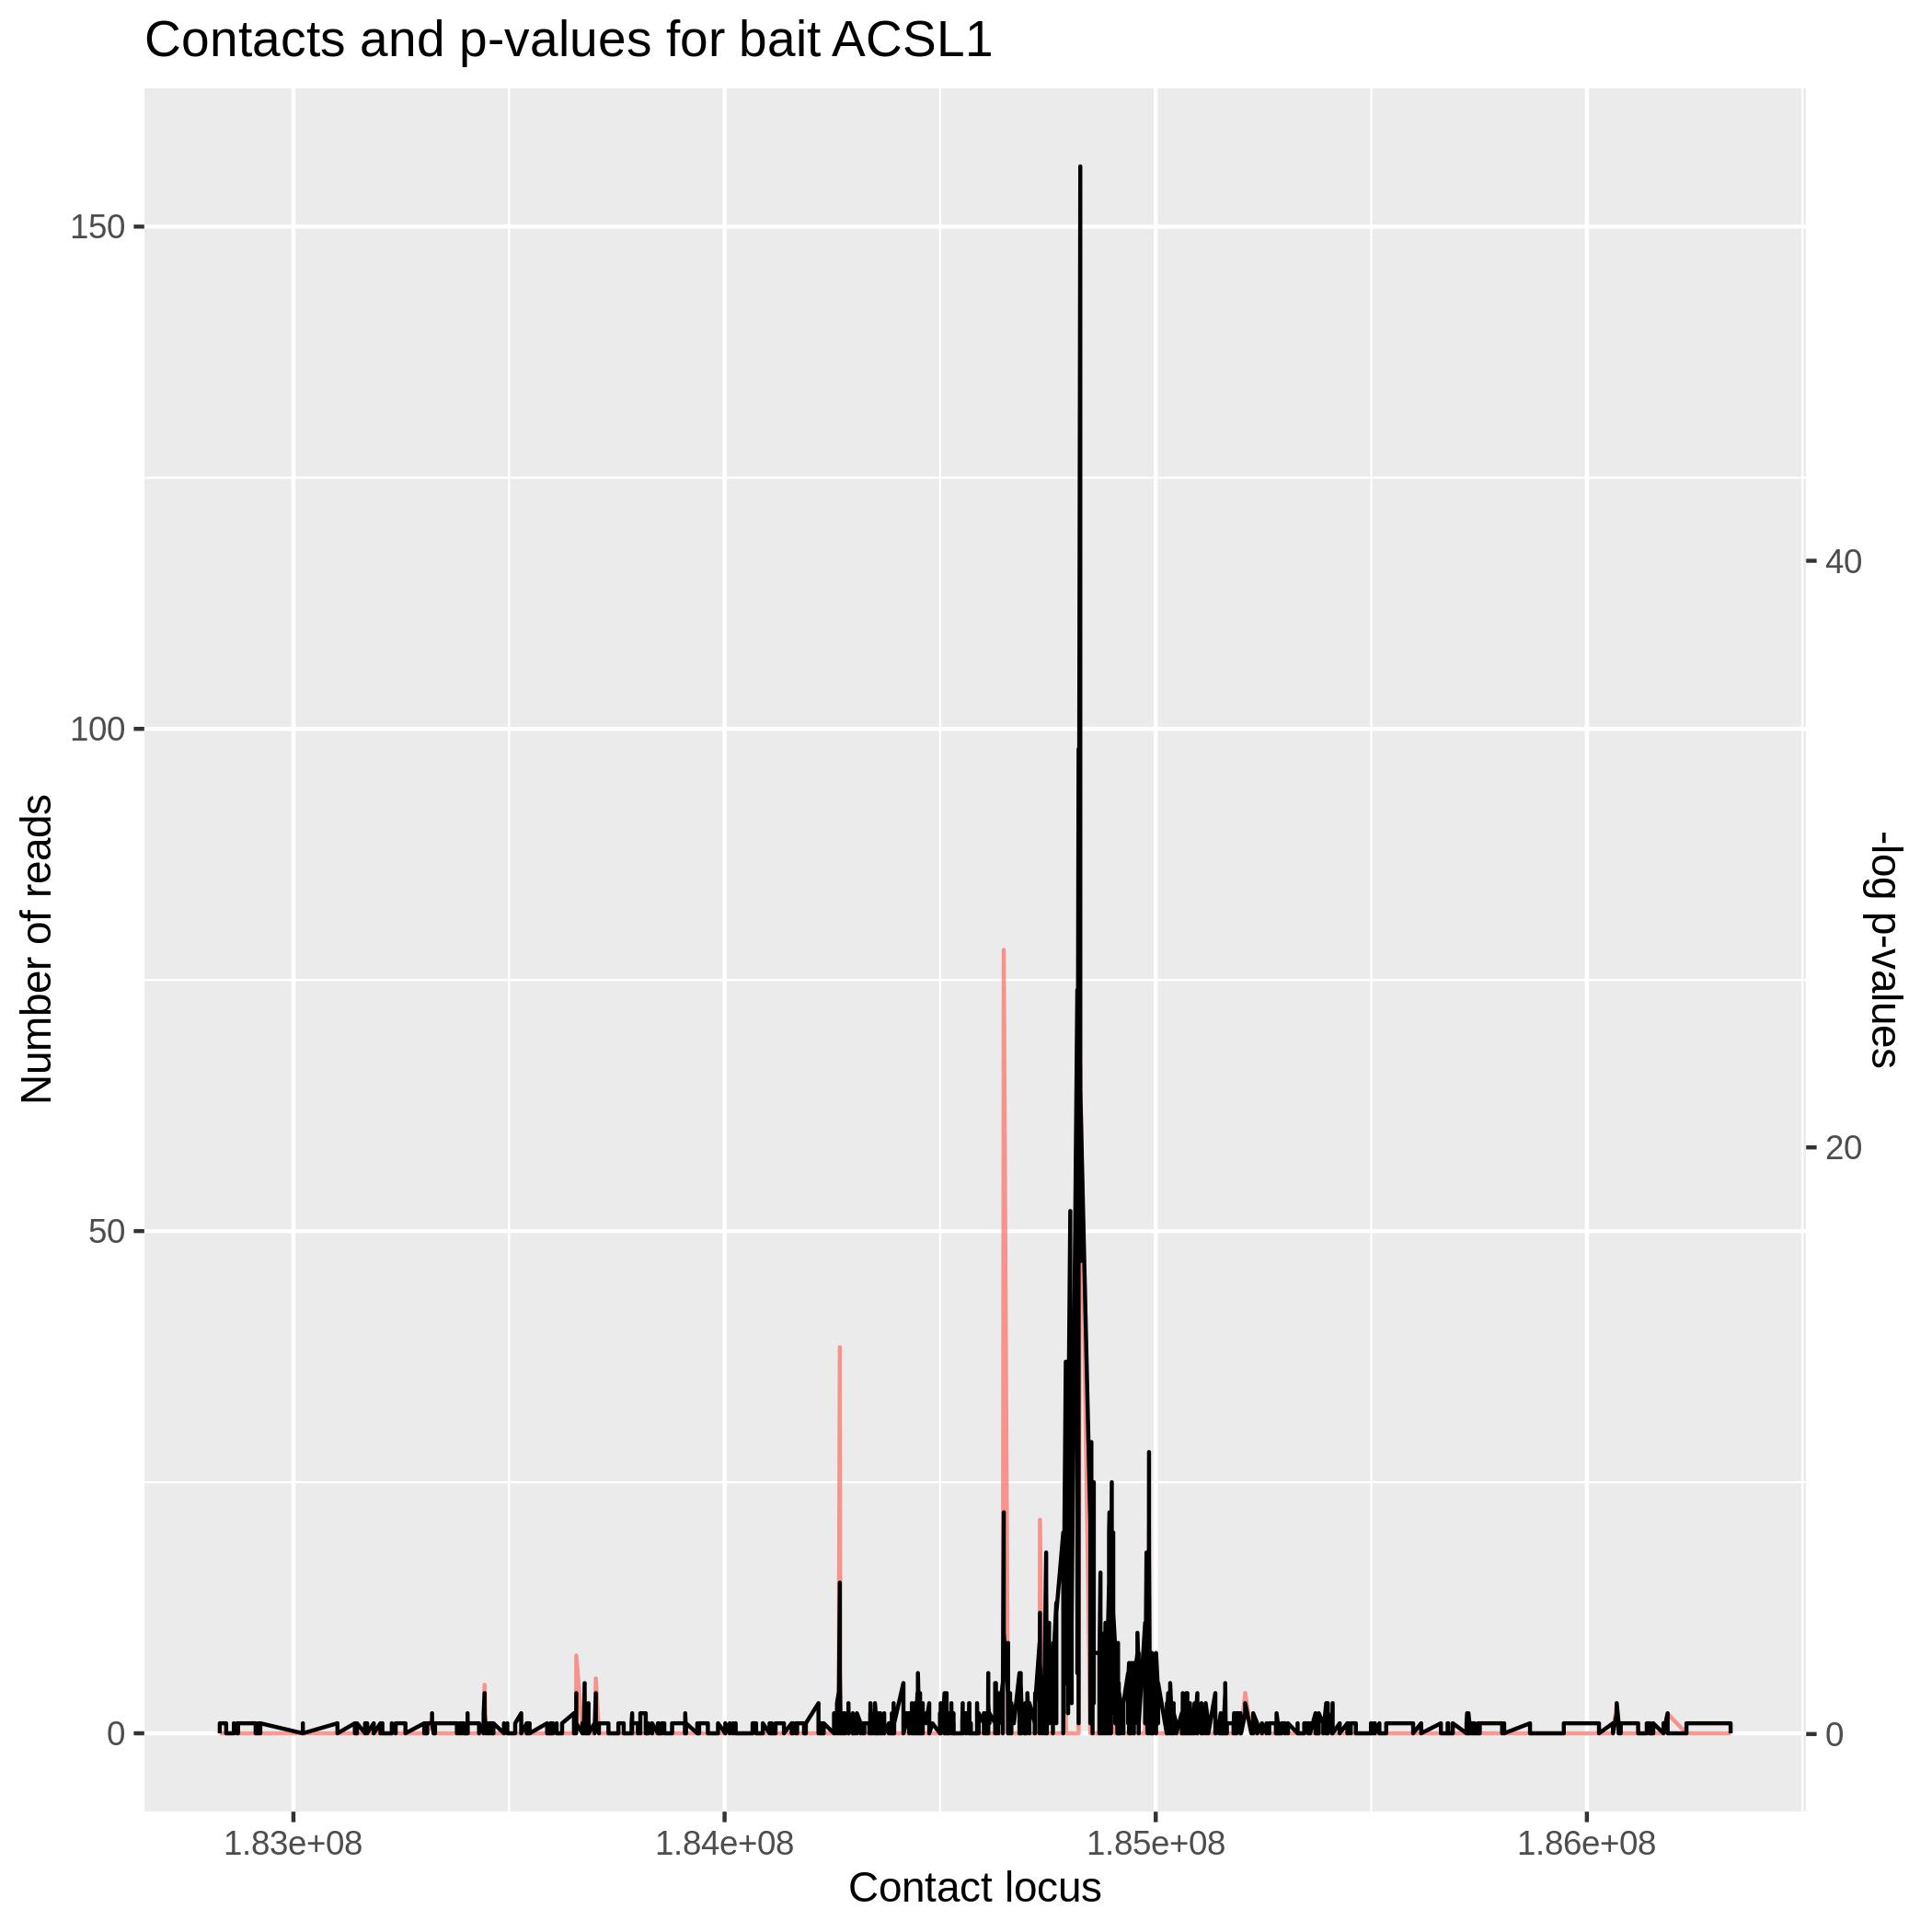 Contacts and p-values for bait ACSL1
150
100
50
0
Number of reads
40
20
0
-log p-values
1.83e+08
1.84e+08
1.85e+08
1.86e+08
Contact locus